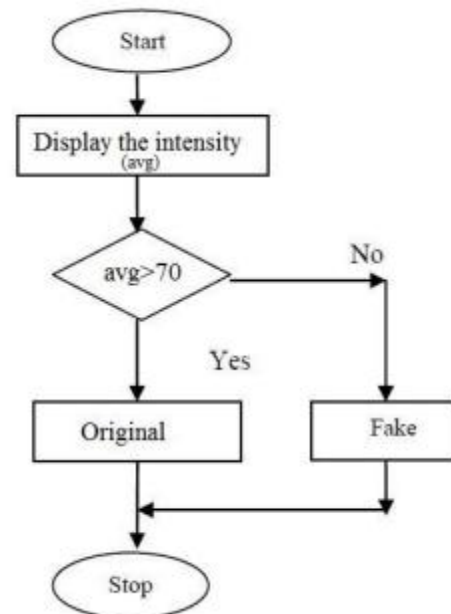 Start
Display the intensity
(avg)
avg>70
No
Yes
Original
Fake
Stop